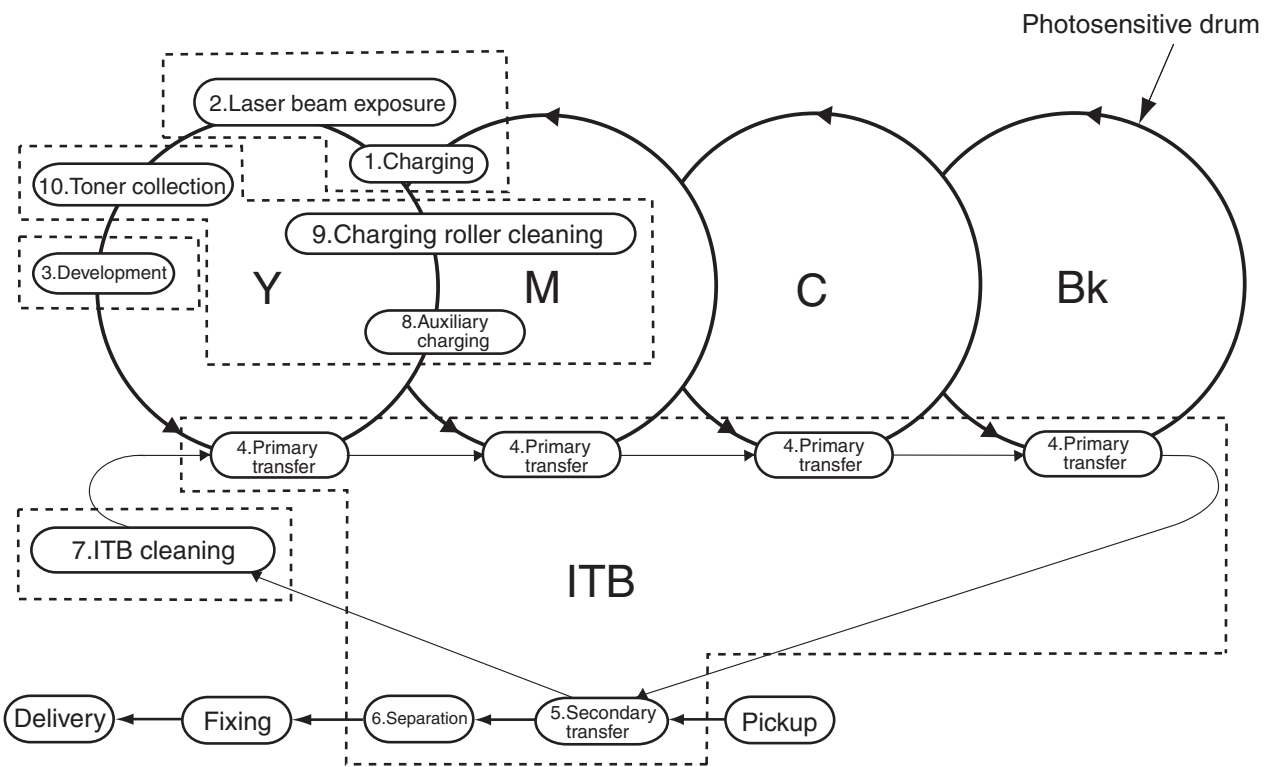 Photosensitive drum
2.Laser beam exposure
1.Charging
10.Toner collection
9.Charging roller cleaning
3.Development
Y
M
C
Bk
8.Auxiliary
charging
4.Primary
transfer
4.Primary
transfer
4.Primary
transfer
4.Primary
transfer
7.ITB cleaning
ITB
Delivery
Fixing
6.Separation
5.Secondary
transfer
Pickup